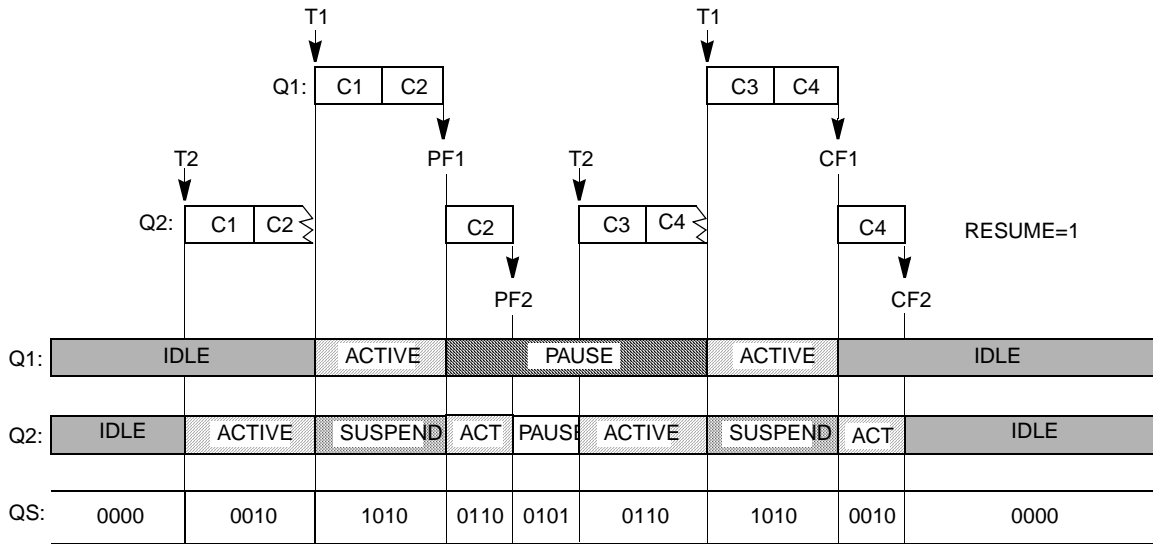 T1 T1
Q1: C1 C2 C3 C4
T2 PF1 T2 CF1
Q2: C1 C2 C2 C3 C4 C4 RESUME=1
PF2 CF2
Q1: IDLE ACTIVE PAUSE ACTIVE IDLE
Q2: IDLE ACTIVE SUSPEND ACT PAUSE ACTIVE SUSPEND ACT IDLE
QS: 0000 0010 1010 0110 0101 0110 1010 0010 0000